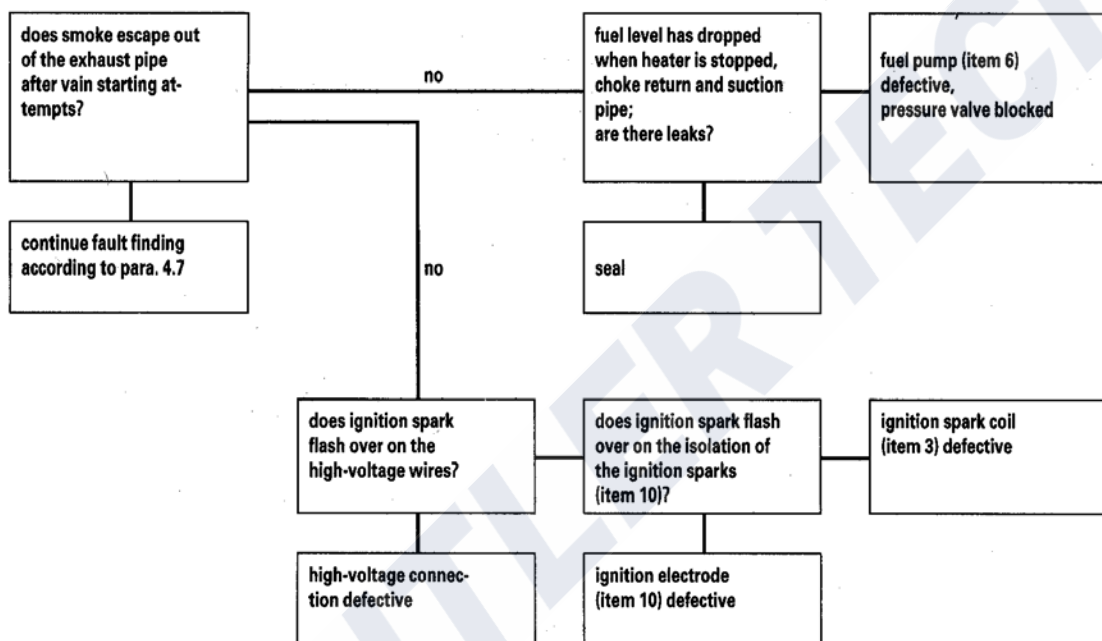 does smoke escape out
of the exhaust pipe
after vain starting at-
tempts?
no
fuel level has dropped
when heater is stopped,
choke return and suction
pipe;
are there leaks?
fuel pump (item 6)
defective,
pressure valve blocked
continue fault finding
according to para. 4.7
no
seal
does ignition spark
flash over on the
high-voltage wires?
does ignition spark flash
over on the isolation of
the ignition sparks
(item 10)?
ignition spark coil
(item 3) defective
high-voltage connec-
tion defective
ignition electrode
(item 10) defective